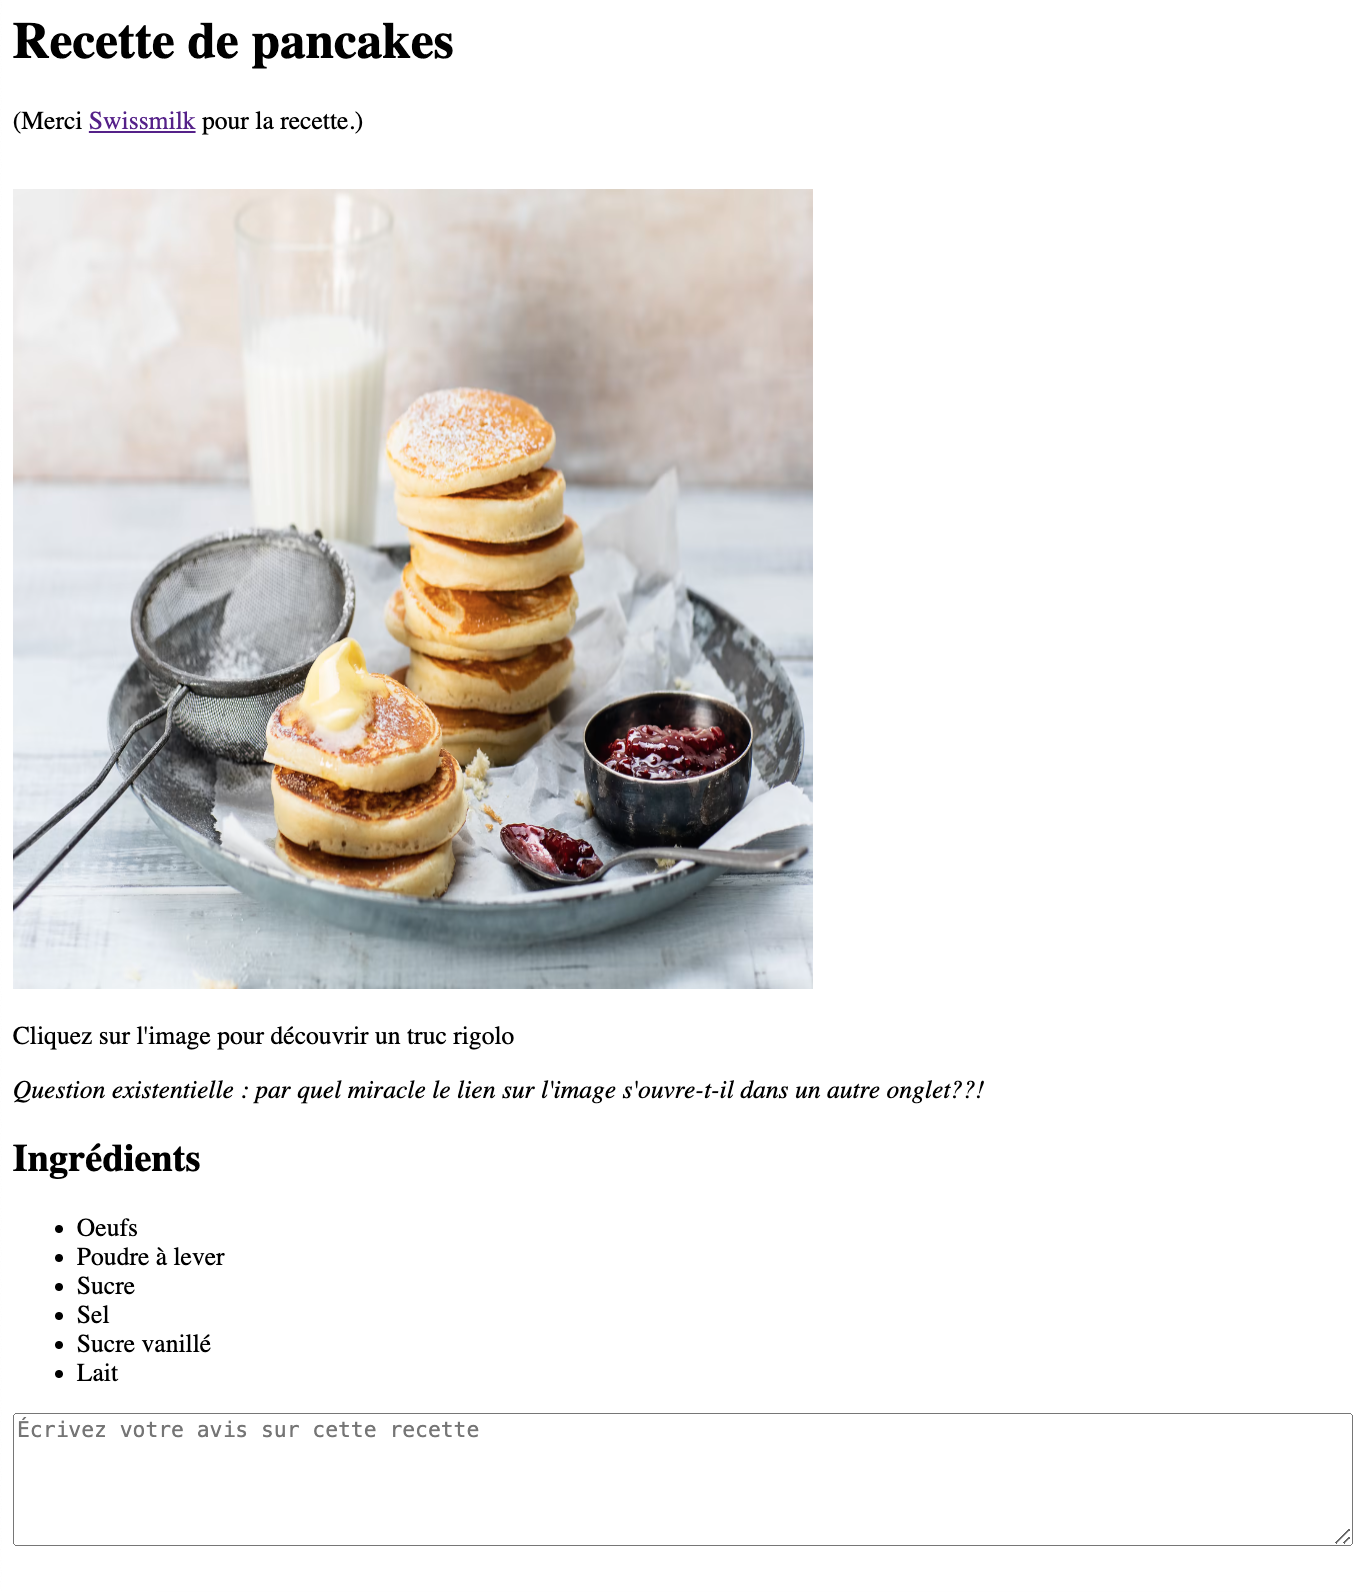 Recette de pancakes
(Merci Swissmilk pour la recette.)
Cliquez sur l'image pour découvrir un truc rigolo
Question existentielle : par quel miracle le lien sur l'image s'ouvre-t-il dans un autre onglet??!
Ingrédients
Oeufs
Poudre à lever
Sucre
Sel
Sucre vanillé
Lait
Écrivez votre avis sur cette recette